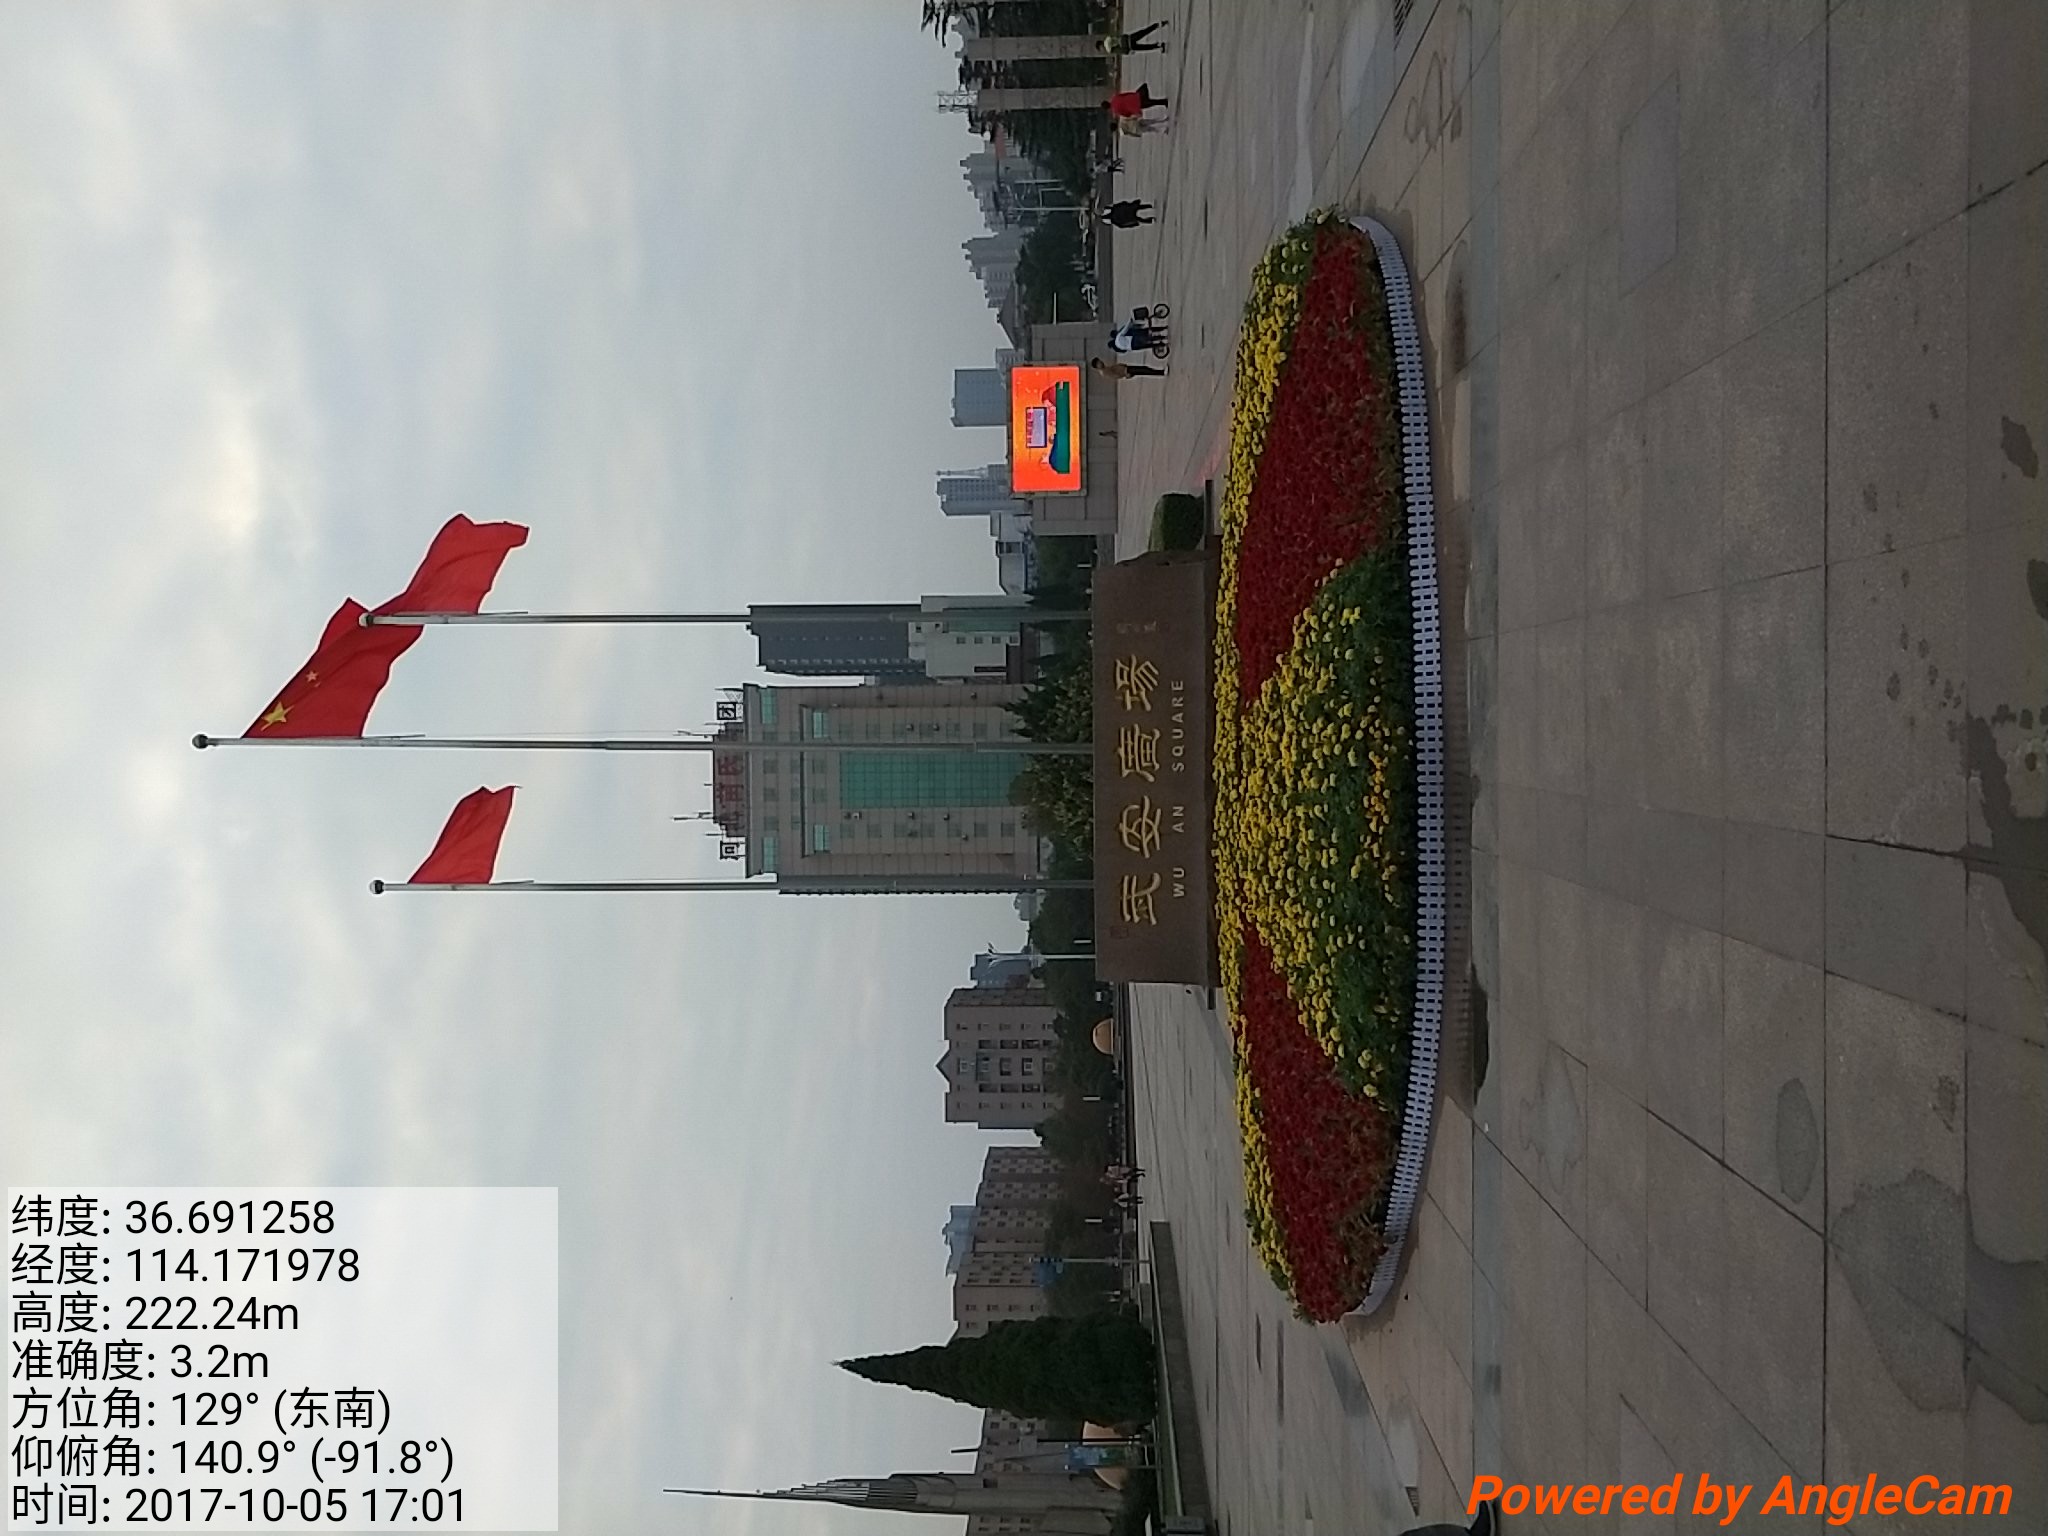 武安廣場
WU AN SQUARE
纬度: 36.691258
经度: 114.171978
高度: 222.24m
准确度: 3.2m
方位角: 129° (东南)
仰俯角: 140.9° (-91.8°)
时间: 2017-10-05 17:01
Powered by AngleCam